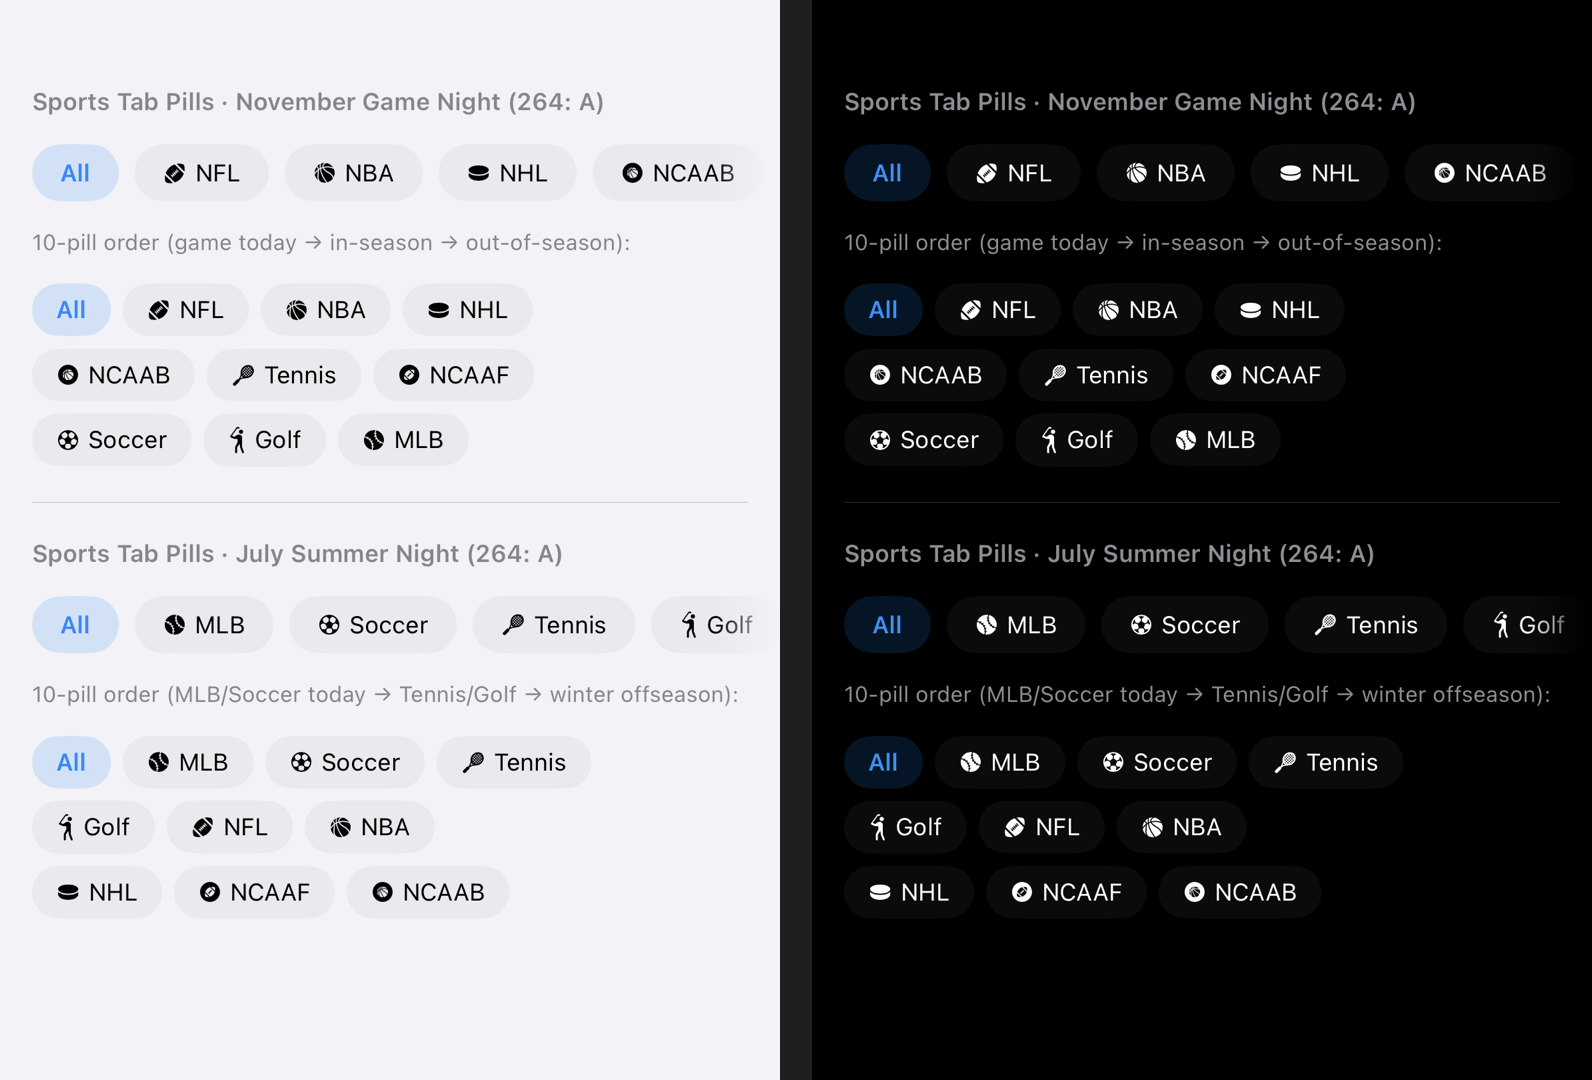 Sports Tab Pills · November Game Night (264: A)
All NFL NBA NHL NCAAB
10-pill order (game today → in-season → out-of-season):
All NFL NBA NHL
NCAAB Tennis NCAAF
Soccer Golf MLB
Sports Tab Pills · July Summer Night (264: A)
All MLB Soccer Tennis Golf
10-pill order (MLB/Soccer today → Tennis/Golf → winter offseason):
All MLB Soccer Tennis
Golf NFL NBA
NHL NCAAF NCAAB
Sports Tab Pills · November Game Night (264: A)
All NFL NBA NHL NCAAB
10-pill order (game today → in-season → out-of-season):
All NFL NBA NHL
NCAAB Tennis NCAAF
Soccer Golf MLB
Sports Tab Pills · July Summer Night (264: A)
All MLB Soccer Tennis Golf
10-pill order (MLB/Soccer today → Tennis/Golf → winter offseason):
All MLB Soccer Tennis
Golf NFL NBA
NHL NCAAF NCAAB